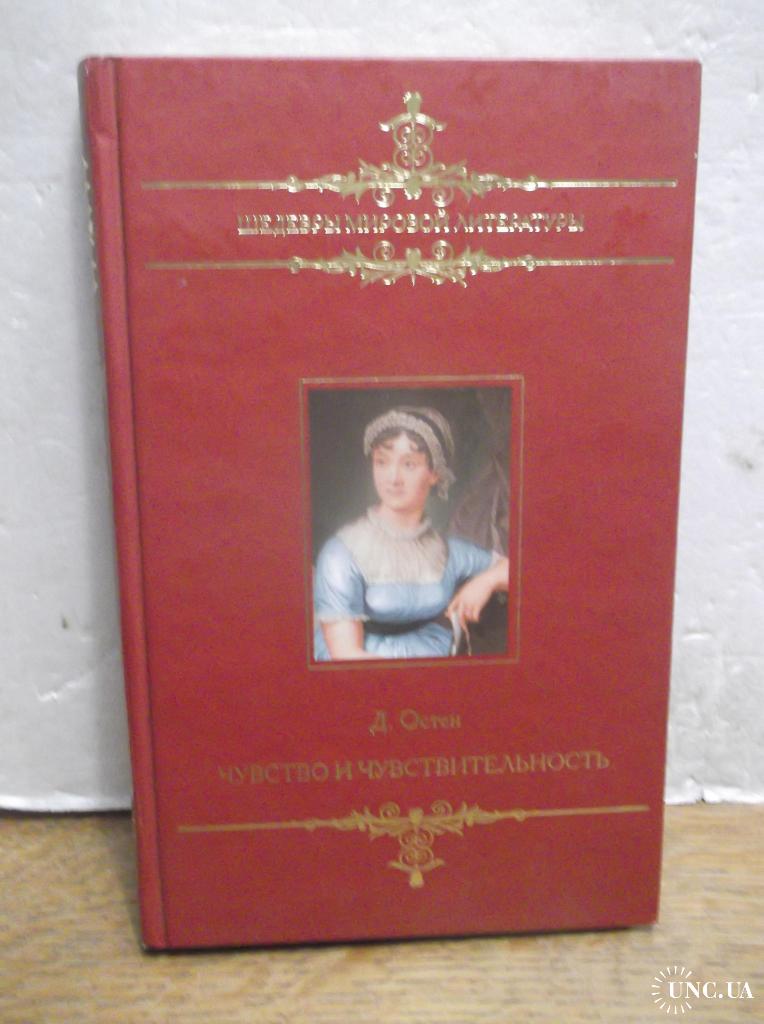 ШЕДЕВРЫ МИРОВОЙ ЛИТЕРАТУРЫ
Д. Остен
ЧУВСТВО И ЧУВСТВИТЕЛЬНОСТЬ
UNC.UA